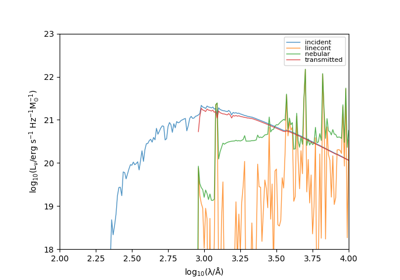 23
22
21
20
19
18
log₁₀(Lᵥ/erg s⁻¹ Hz⁻¹ M☉⁻¹)
incident
linecont
nebular
transmitted
2.00 2.25 2.50 2.75 3.00 3.25 3.50 3.75 4.00
log₁₀(λ/Å)